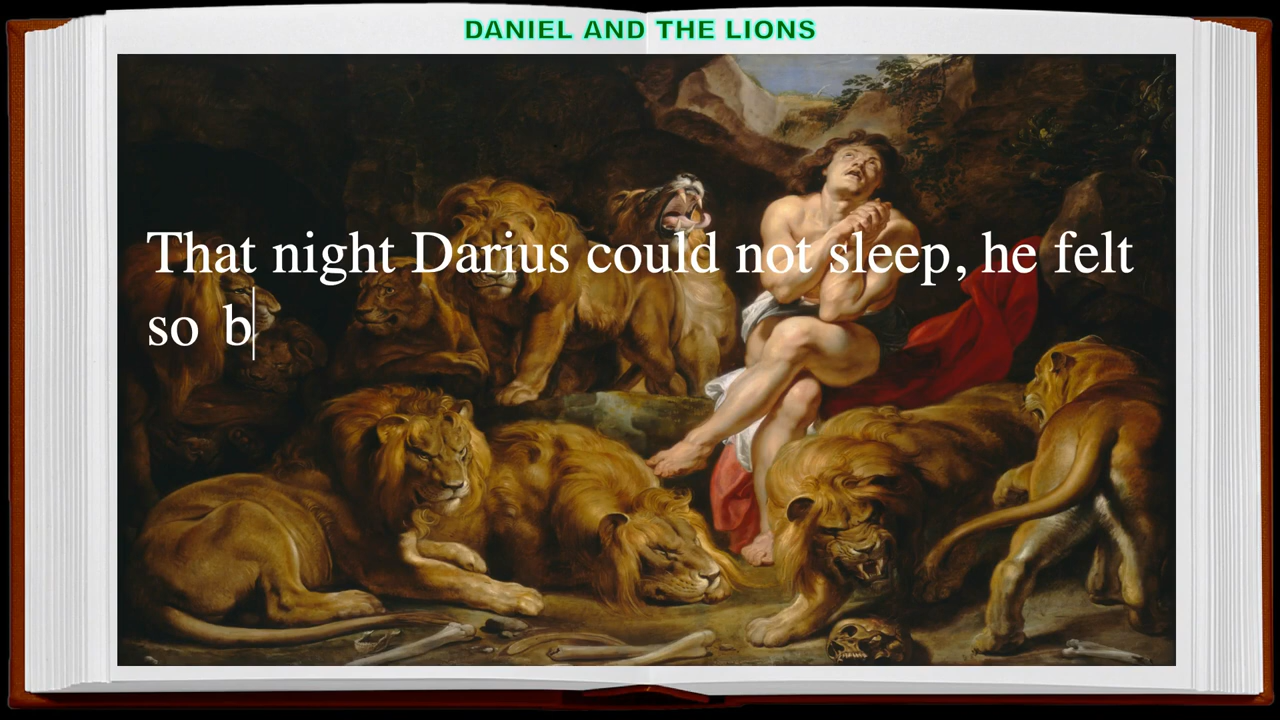 DANIEL AND THE LIONS
That night Darius could not sleep, he felt
so b